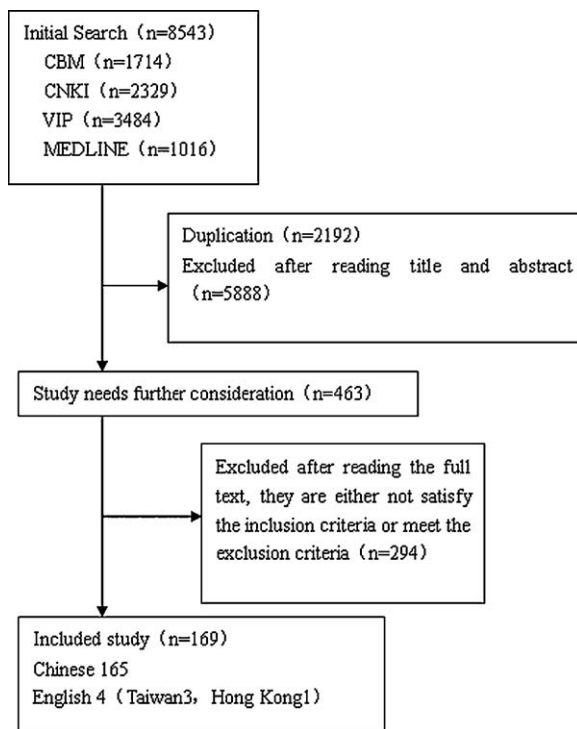 Initial Search（n=8543)
CBM（n=1714)
CNKI（n=2329)
VIP（n=3484)
MEDLINE（n=1016)
Duplication（n=2192)
Excluded after reading title and abstract
（n=5888)
Study needs further consideration（n=463)
Excluded after reading the full
text, they are either not satisfy
the inclusion criteria or meet the
exclusion criteria（n=294)
Included study（n=169)
Chinese 165
English 4（Taiwan3，Hong Kong1)